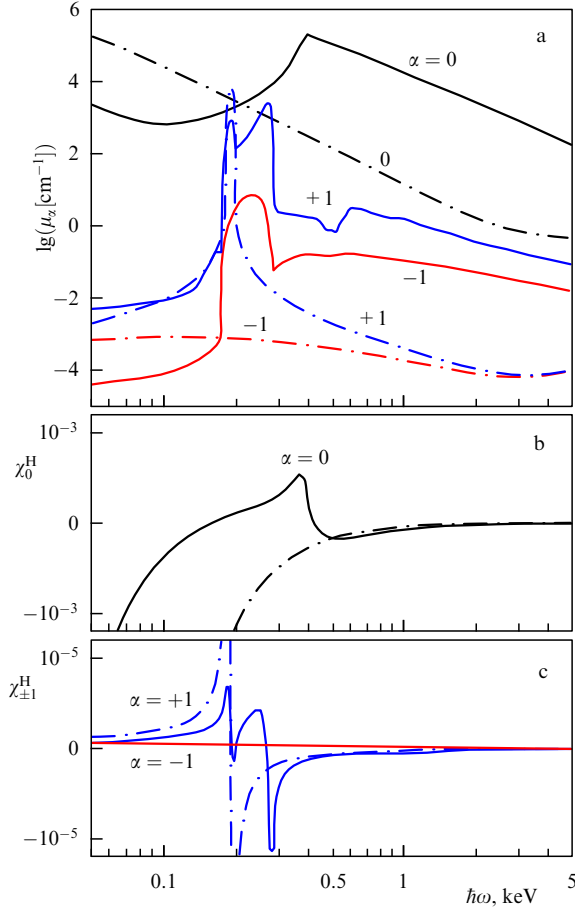 a
6
α = 0
4
0
lg(μα[cm⁻¹])
2
+1
0
−1
−2
−1
+1
−4
10⁻³
b
α = 0
χ₀ᴴ
0
−10⁻³
10⁻⁵
c
χ±₁ᴴ
α = +1
0
α = −1
−10⁻⁵
0.1
0.5
1
5
ħω, keV